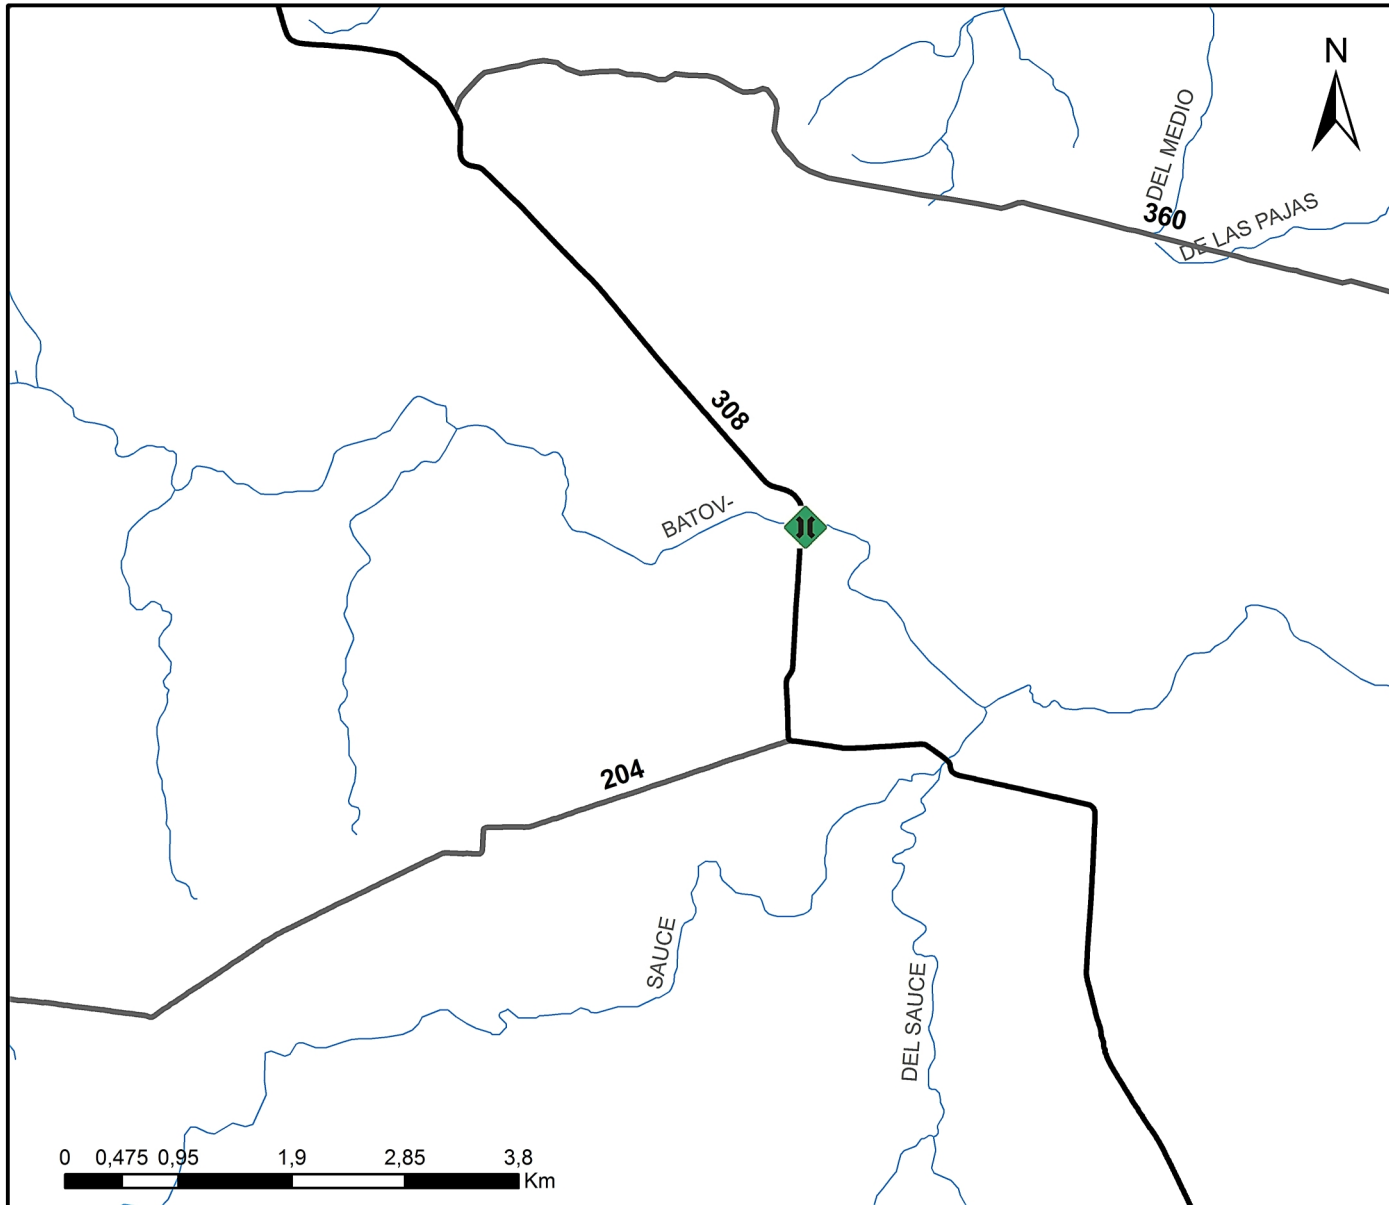 N
DEL MEDIO
360
DE LAS PAJAS
308
BATOV-
204
SAUCE
DEL SAUCE
0 0,475 0,95 1,9 2,85 3,8
Km